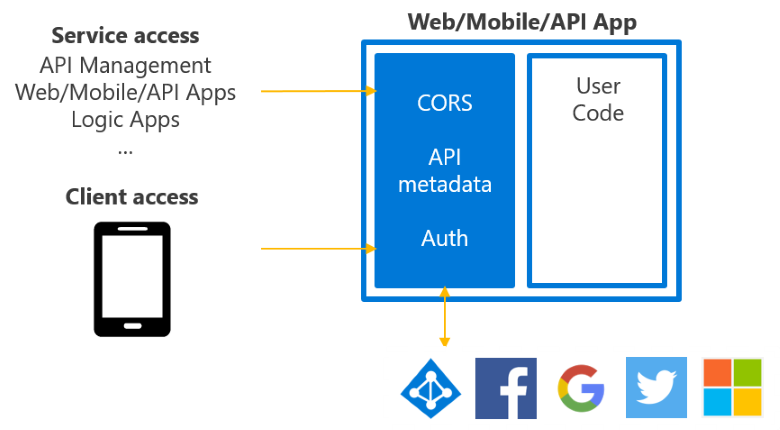 Service access
API Management
Web/Mobile/API Apps
Logic Apps
...
Client access
Web/Mobile/API App
CORS
API
metadata
Auth
User
Code